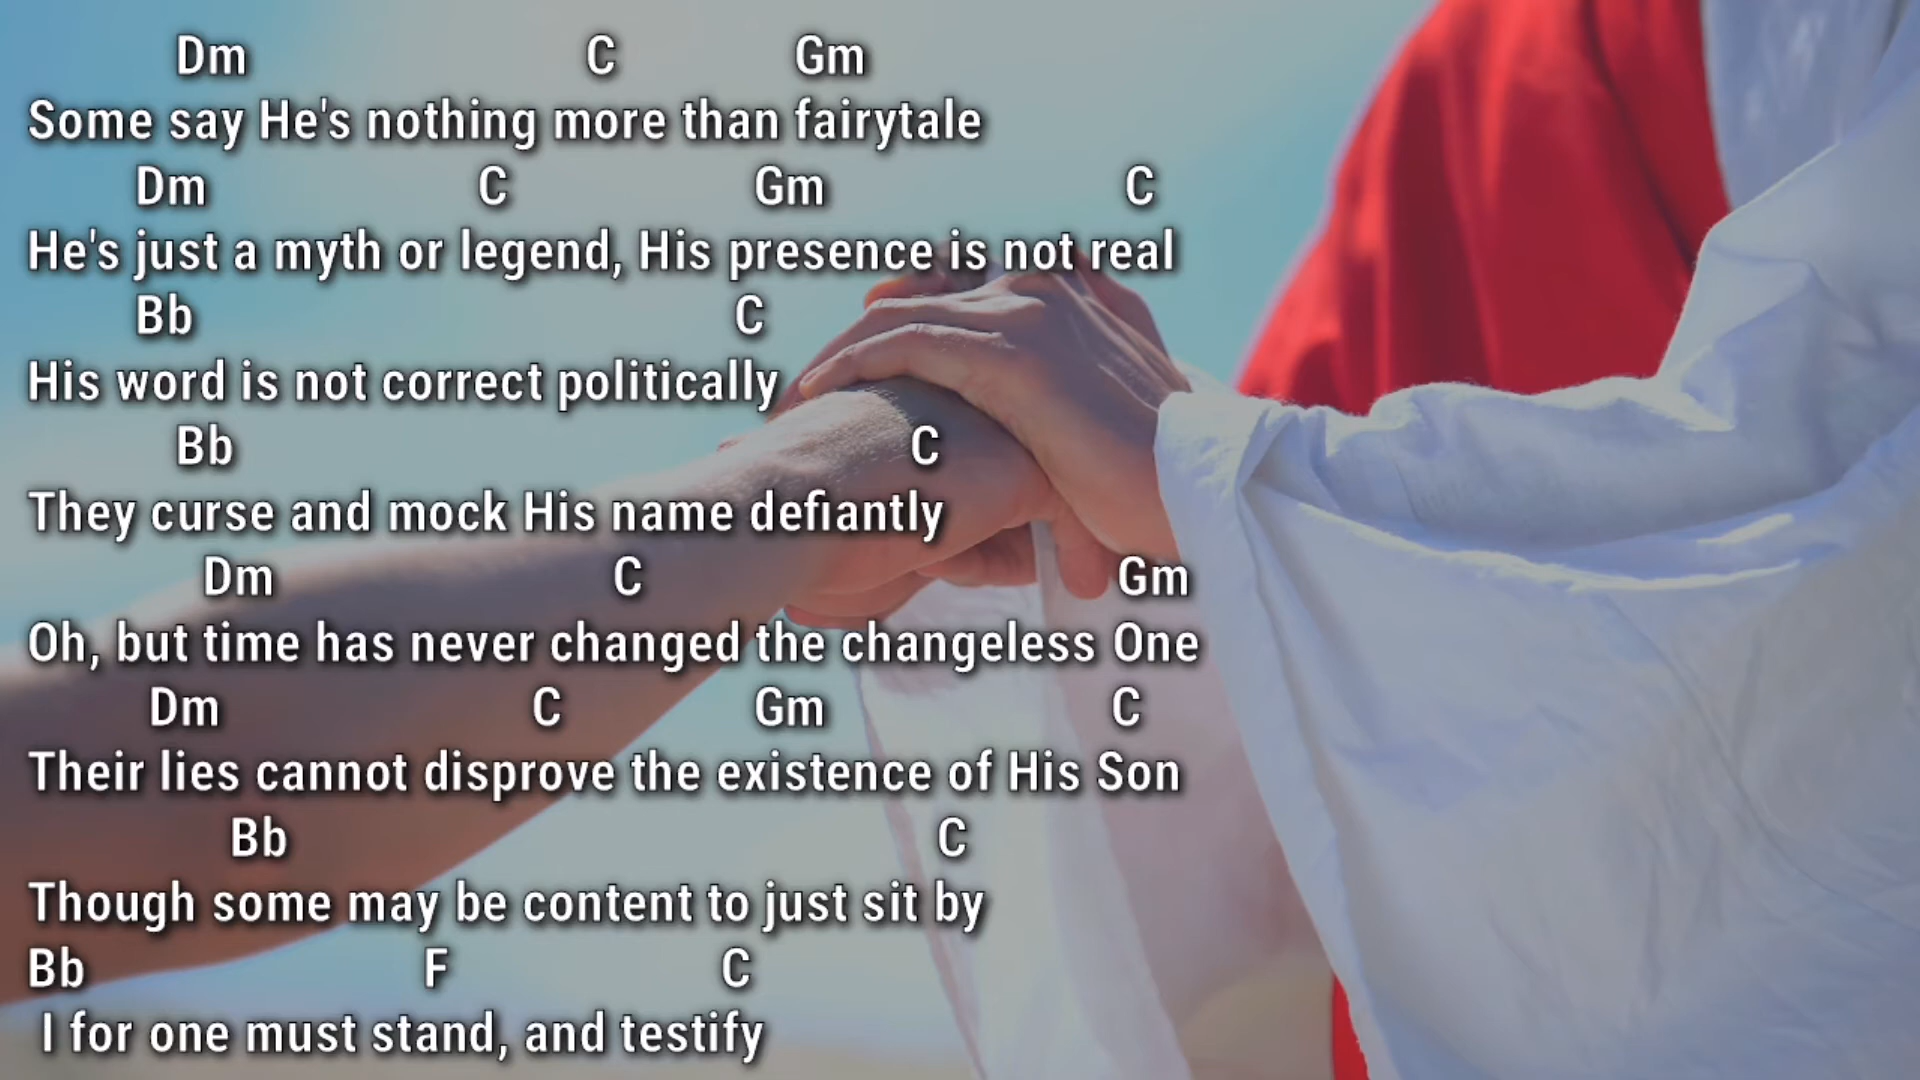 Dm C Gm
Some say He's nothing more than fairytale
Dm C Gm C
He's just a myth or legend, His presence is not real
Bb C
His word is not correct politically
Bb C
They curse and mock His name defiantly
Dm C Gm
Oh, but time has never changed the changeless One
Dm C Gm C
Their lies cannot disprove the existence of His Son
Bb C
Though some may be content to just sit by
Bb F C
I for one must stand, and testify